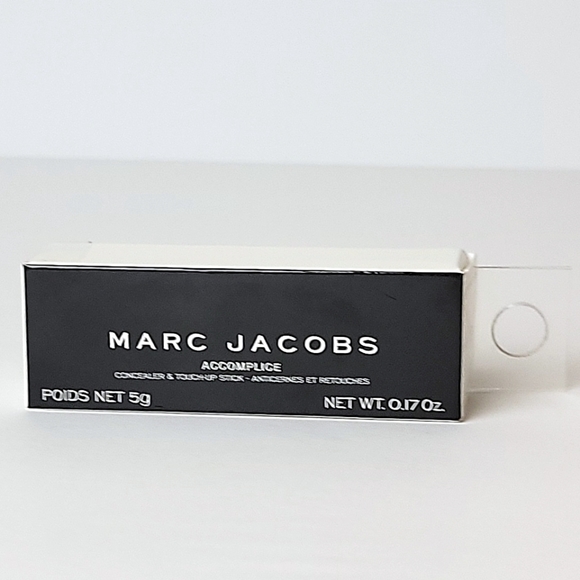 MARC JACOBS
ACCOMPLICE
CONCEALER & TOUCH-UP STICK - ANTICERNES ET RETOUCHES
POIDS NET 5g NET WT. 0.17 Oz.